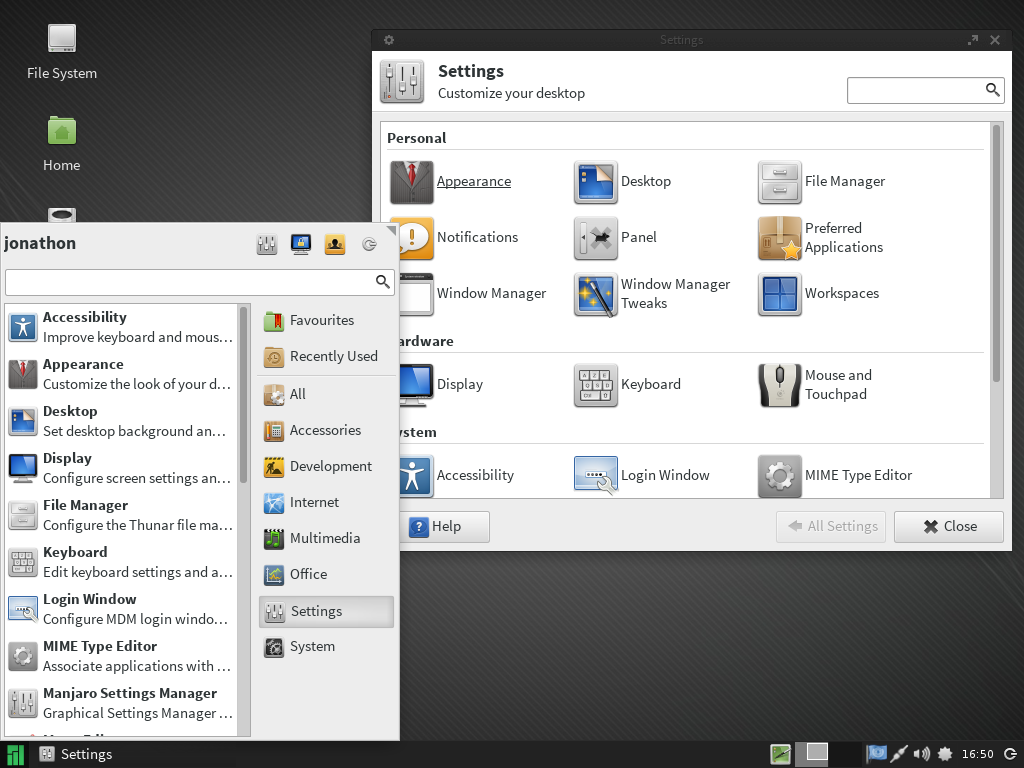 File System
Home
Settings
Settings
Customize your desktop
Personal
Appearance
Desktop
File Manager
Notifications
Panel
Preferred
Applications
Window Manager
Window Manager
Tweaks
Workspaces
ardware
Display
Keyboard
Mouse and
Touchpad
ystem
Accessibility
Login Window
MIME Type Editor
Help
All Settings
Close
jonathon
Accessibility
Improve keyboard and mous...
Appearance
Customize the look of your d...
Desktop
Set desktop background an...
Display
Configure screen settings an...
File Manager
Configure the Thunar file ma...
Keyboard
Edit keyboard settings and a...
Login Window
Configure MDM login windo...
MIME Type Editor
Associate applications with ...
Manjaro Settings Manager
Graphical Settings Manager ...
Favourites
Recently Used
All
Accessories
Development
Internet
Multimedia
Office
Settings
System
Settings
16:50